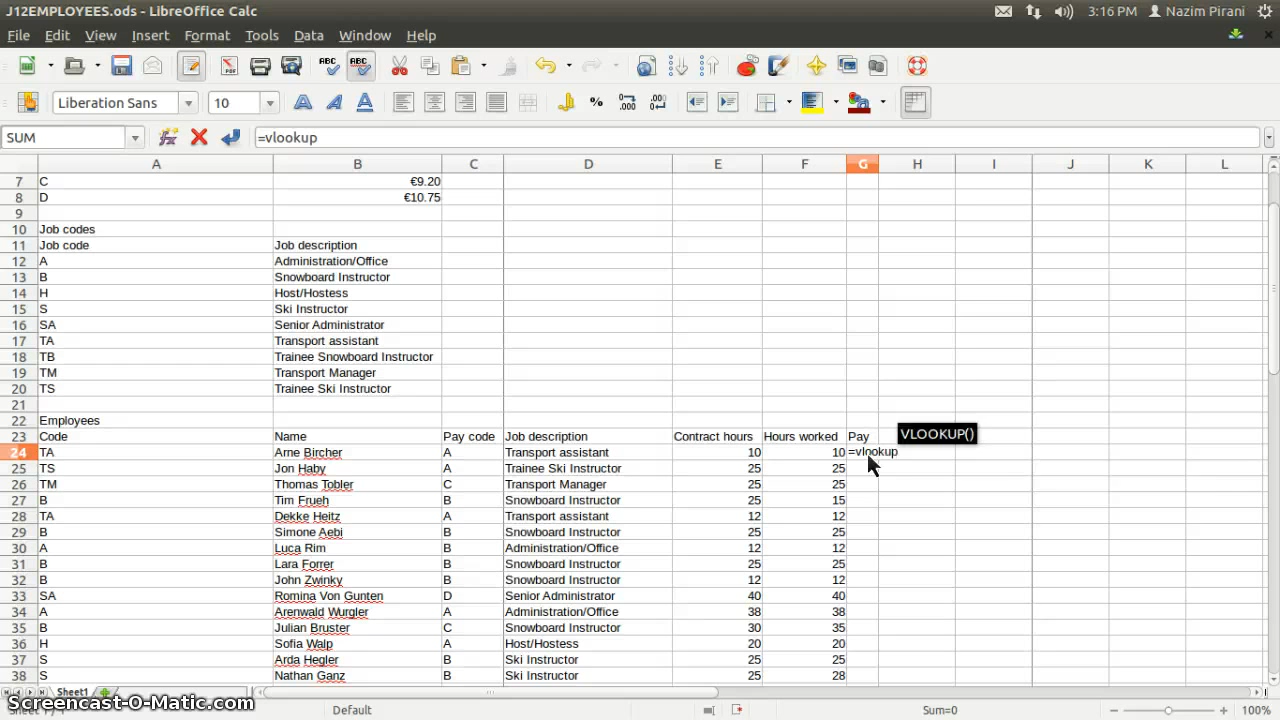 J12EMPLOYEES.ods - LibreOffice Calc 3:16 PM Nazim Pirani
File Edit View Insert Format Tools Data Window Help
Liberation Sans 10
SUM =vlookup
A B C D E F G H I J K L
7 C €9.20
8 D €10.75
9
10 Job codes
11 Job code Job description
12 A Administration/Office
13 B Snowboard Instructor
14 H Host/Hostess
15 S Ski Instructor
16 SA Senior Administrator
17 TA Transport assistant
18 TB Trainee Snowboard Instructor
19 TM Transport Manager
20 TS Trainee Ski Instructor
21
22 Employees
23 Code Name Pay code Job description Contract hours Hours worked Pay VLOOKUP()
24 TA Arne Bircher A Transport assistant 10 10 =vlookup
25 TS Jon Haby A Trainee Ski Instructor 25 25
26 TM Thomas Tobler C Transport Manager 25 25
27 B Tim Frueh B Snowboard Instructor 25 15
28 TA Dekke Heitz A Transport assistant 12 12
29 B Simone Aebi B Snowboard Instructor 25 25
30 A Luca Rim B Administration/Office 12 12
31 B Lara Forrer B Snowboard Instructor 25 25
32 B John Zwinky B Snowboard Instructor 12 12
33 SA Romina Von Gunten D Senior Administrator 40 40
34 A Arenwald Wurgler A Administration/Office 38 38
35 B Julian Bruster C Snowboard Instructor 30 35
36 H Sofia Walp A Host/Hostess 20 20
37 S Arda Hegler B Ski Instructor 25 25
38 S Nathan Ganz B Ski Instructor 25 28
Sheet1
Screencast-O-Matic.com Default Sum=0 100%